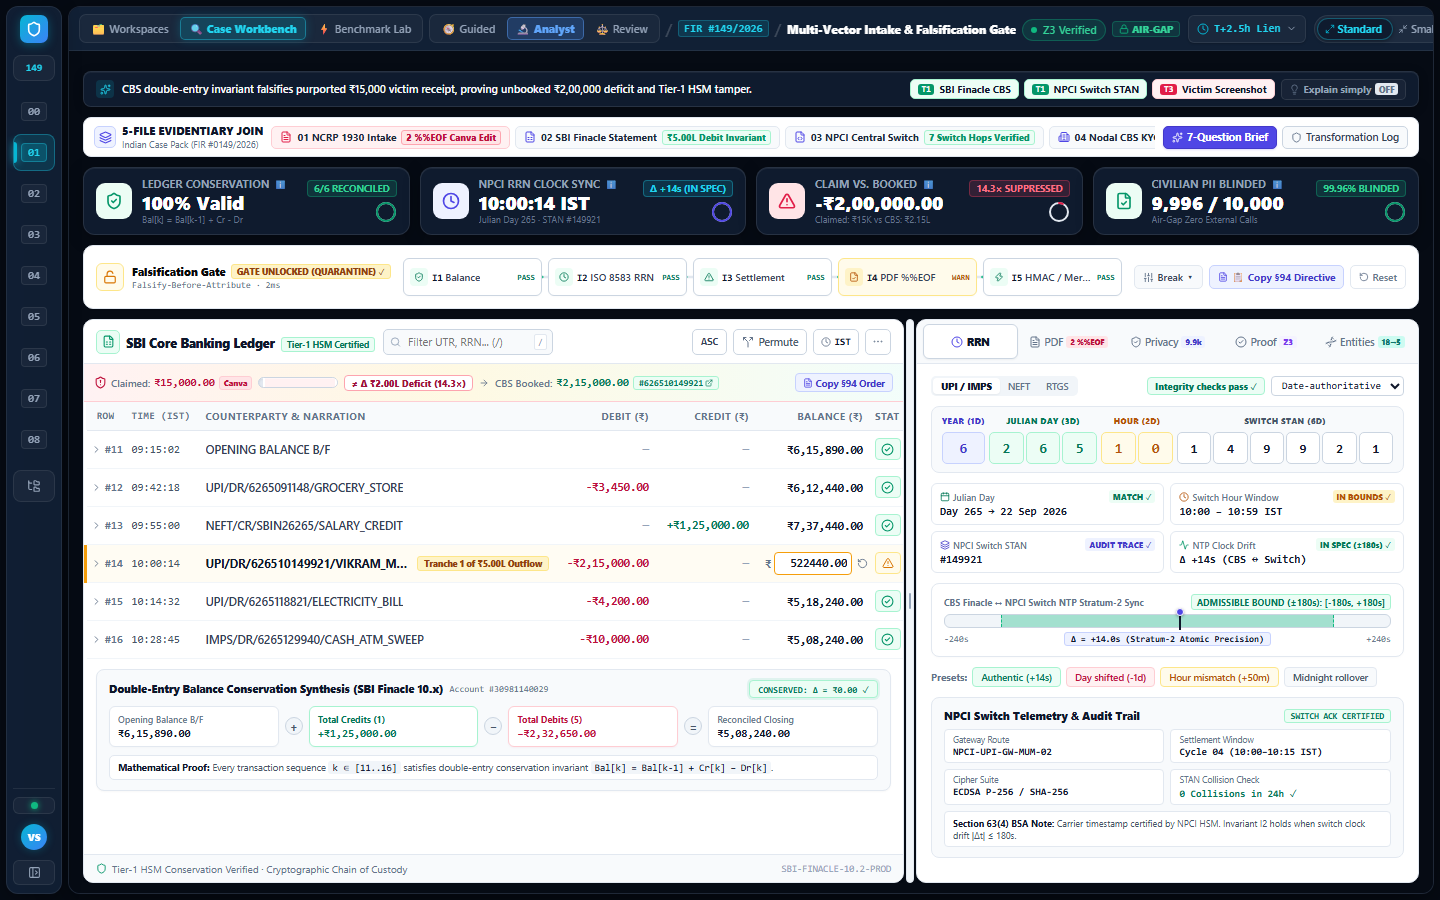 Workspaces
Case Workbench
Benchmark Lab
Guided
Analyst
Review
/
FIR #149/2026
/
Multi-Vector Intake & Falsification Gate
Z3 Verified
AIR-GAP
T+2.5h Lien
Standard
149
00
01
02
03
04
05
06
07
08
VS
CBS double-entry invariant falsifies purported ₹15,000 victim receipt, proving unbooked ₹2,00,000 deficit and Tier-1 HSM tamper.
T1 SBI Finacle CBS
T1 NPCI Switch STAN
T3 Victim Screenshot
Explain simply OFF
5-FILE EVIDENTIARY JOIN
Indian Case Pack (FIR #0149/2026)
01 NCRP 1930 Intake 2 %%EOF Canva Edit
02 SBI Finacle Statement ₹5.00L Debit Invariant
03 NPCI Central Switch 7 Switch Hops Verified
04 Nodal CBS
7-Question Brief
Transformation Log
LEDGER CONSERVATION
6/6 RECONCILED
100% Valid
Bal[k] = Bal[k-1] + Cr - Dr
NPCI RRN CLOCK SYNC
Δ +14s (IN SPEC)
10:00:14 IST
Julian Day 265 · STAN #149921
CLAIM VS. BOOKED
14.3x SUPPRESSED
-₹2,00,000.00
Claimed: ₹15K vs CBS: ₹2.15L
CIVILIAN PII BLINDED
99.96% BLINDED
9,996 / 10,000
Air-Gap Zero External Calls
Falsification Gate GATE UNLOCKED (QUARANTINE) ✓
Falsify-Before-Attribute · 2ms
I1 Balance PASS
I2 ISO 8583 RRN PASS
I3 Settlement PASS
I4 PDF %%EOF WARN
I5 HMAC / Mer... PASS
Break
Copy §94 Directive
Reset
SBI Core Banking Ledger Tier-1 HSM Certified
Filter UTR, RRN... (/) /
ASC
Permute
IST
...
Claimed: ₹15,000.00 Canva
≠ Δ ₹2.00L Deficit (14.3x)
→ CBS Booked: ₹2,15,000.00 #626510149921
Copy §94 Order
ROW TIME (IST) COUNTERPARTY & NARRATION DEBIT (₹) CREDIT (₹) BALANCE (₹) STAT
#11 09:15:02 OPENING BALANCE B/F — — ₹6,15,890.00
#12 09:42:18 UPI/DR/6265091148/GROCERY_STORE -₹3,450.00 — ₹6,12,440.00
#13 09:55:00 NEFT/CR/SBIN26265/SALARY_CREDIT — +₹1,25,000.00 ₹7,37,440.00
#14 10:00:14 UPI/DR/626510149921/VIKRAM_M... Tranche 1 of ₹5.00L Outflow -₹2,15,000.00 — ₹ 522440.00
#15 10:14:32 UPI/DR/6265118821/ELECTRICITY_BILL -₹4,200.00 — ₹5,18,240.00
#16 10:28:45 IMPS/DR/6265129940/CASH_ATM_SWEEP -₹10,000.00 — ₹5,08,240.00
Double-Entry Balance Conservation Synthesis (SBI Finacle 10.x) Account #30981140029
CONSERVED: Δ = ₹0.00 ✓
Opening Balance B/F
₹6,15,890.00
+
Total Credits (1)
+₹1,25,000.00
−
Total Debits (5)
−₹2,32,650.00
=
Reconciled Closing
₹5,08,240.00
Mathematical Proof: Every transaction sequence k ∈ [11..16] satisfies double-entry conservation invariant Bal[k] = Bal[k-1] + Cr[k] − Dr[k] .
Tier-1 HSM Conservation Verified · Cryptographic Chain of Custody
SBI-FINACLE-10.2-PROD
RRN
PDF 2 %%EOF
Privacy 9.9k
Proof Z3
Entities 18→5
UPI / IMPS
NEFT
RTGS
Integrity checks pass ✓
Date-authoritative
YEAR (1D) JULIAN DAY (3D) HOUR (2D) SWITCH STAN (6D)
6 2 6 5 1 0 1 4 9 9 2 1
Julian Day MATCH ✓
Day 265 → 22 Sep 2026
Switch Hour Window IN BOUNDS ✓
10:00 – 10:59 IST
NPCI Switch STAN AUDIT TRACE ✓
#149921
NTP Clock Drift IN SPEC (±180s) ✓
Δ +14s (CBS ↔ Switch)
CBS Finacle ↔ NPCI Switch NTP Stratum-2 Sync
ADMISSIBLE BOUND (±180s): [-180s, +180s]
-240s
Δ = +14.0s (Stratum-2 Atomic Precision)
+240s
Presets:
Authentic (+14s)
Day shifted (-1d)
Hour mismatch (+50m)
Midnight rollover
NPCI Switch Telemetry & Audit Trail
SWITCH ACK CERTIFIED
Gateway Route
NPCI-UPI-GW-MUM-02
Settlement Window
Cycle 04 (10:00-10:15 IST)
Cipher Suite
ECDSA P-256 / SHA-256
STAN Collision Check
0 Collisions in 24h ✓
Section 63(4) BSA Note: Carrier timestamp certified by NPCI HSM. Invariant I2 holds when switch clock
drift |Δt| ≤ 180s.